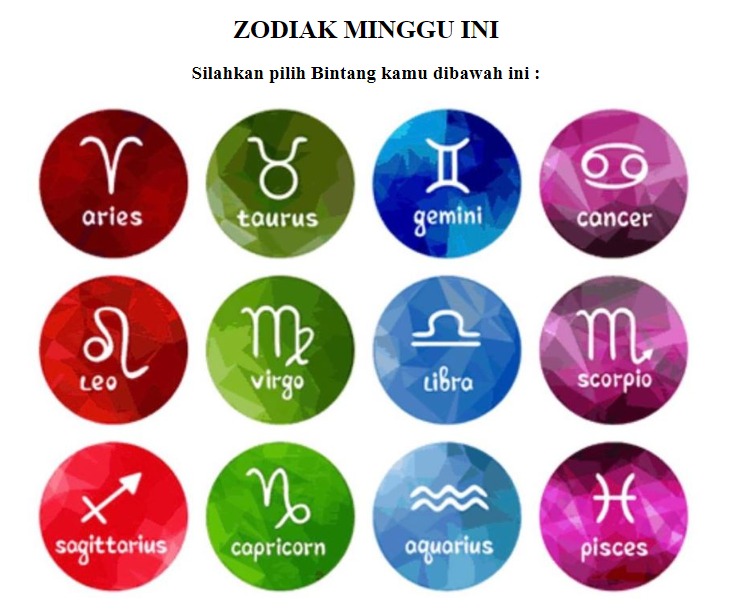 ZODIAK MINGGU INI
Silahkan pilih Bintang kamu dibawah ini :
aries taurus gemini cancer
Leo virgo Libra scorpio
sagittarius capricorn aquarius pisces